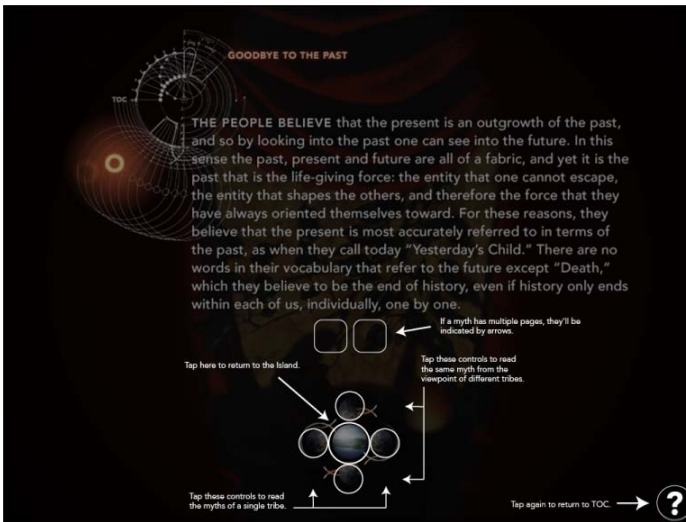 GOODBYE TO THE PAST
TOC
THE PEOPLE BELIEVE that the present is an outgrowth of the past,
and so by looking into the past one can see into the future. In this
sense the past, present and future are all of a fabric, and yet it is the
past that is the life-giving force: the entity that one cannot escape,
the entity that shapes the others, and therefore the force that they
have always oriented themselves toward. For these reasons, they
believe that the present is most accurately referred to in terms of
the past, as when they call today “Yesterday’s Child.” There are no
words in their vocabulary that refer to the future except “Death,”
which they believe to be the end of history, even if history only ends
within each of us, individually, one by one.
If a myth has multiple pages, they’ll be
indicated by arrows.
Tap here to return to the Island.
Tap these controls to read
the same myth from the
viewpoint of different tribes.
Tap these controls to read
the myths of a single tribe.
Tap again to return to TOC.
?